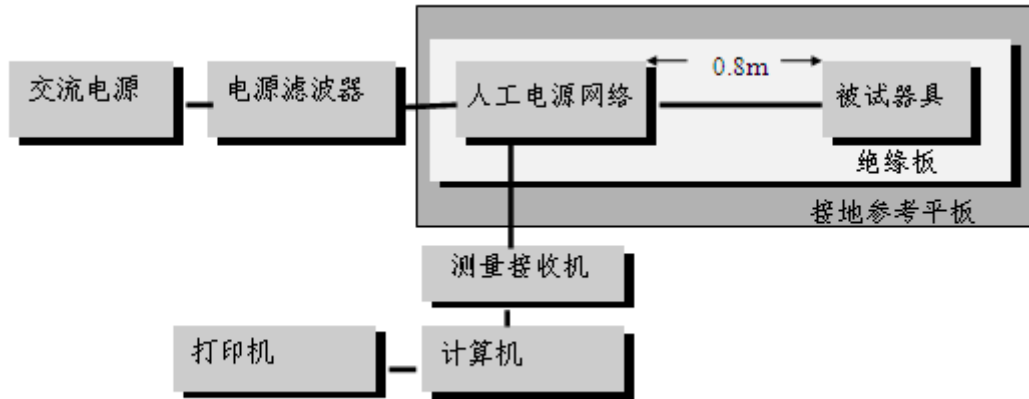 交流电源
电源滤波器
人工电源网络
0.8m
被试器具
绝缘板
接地参考平板
测量接收机
打印机
计算机